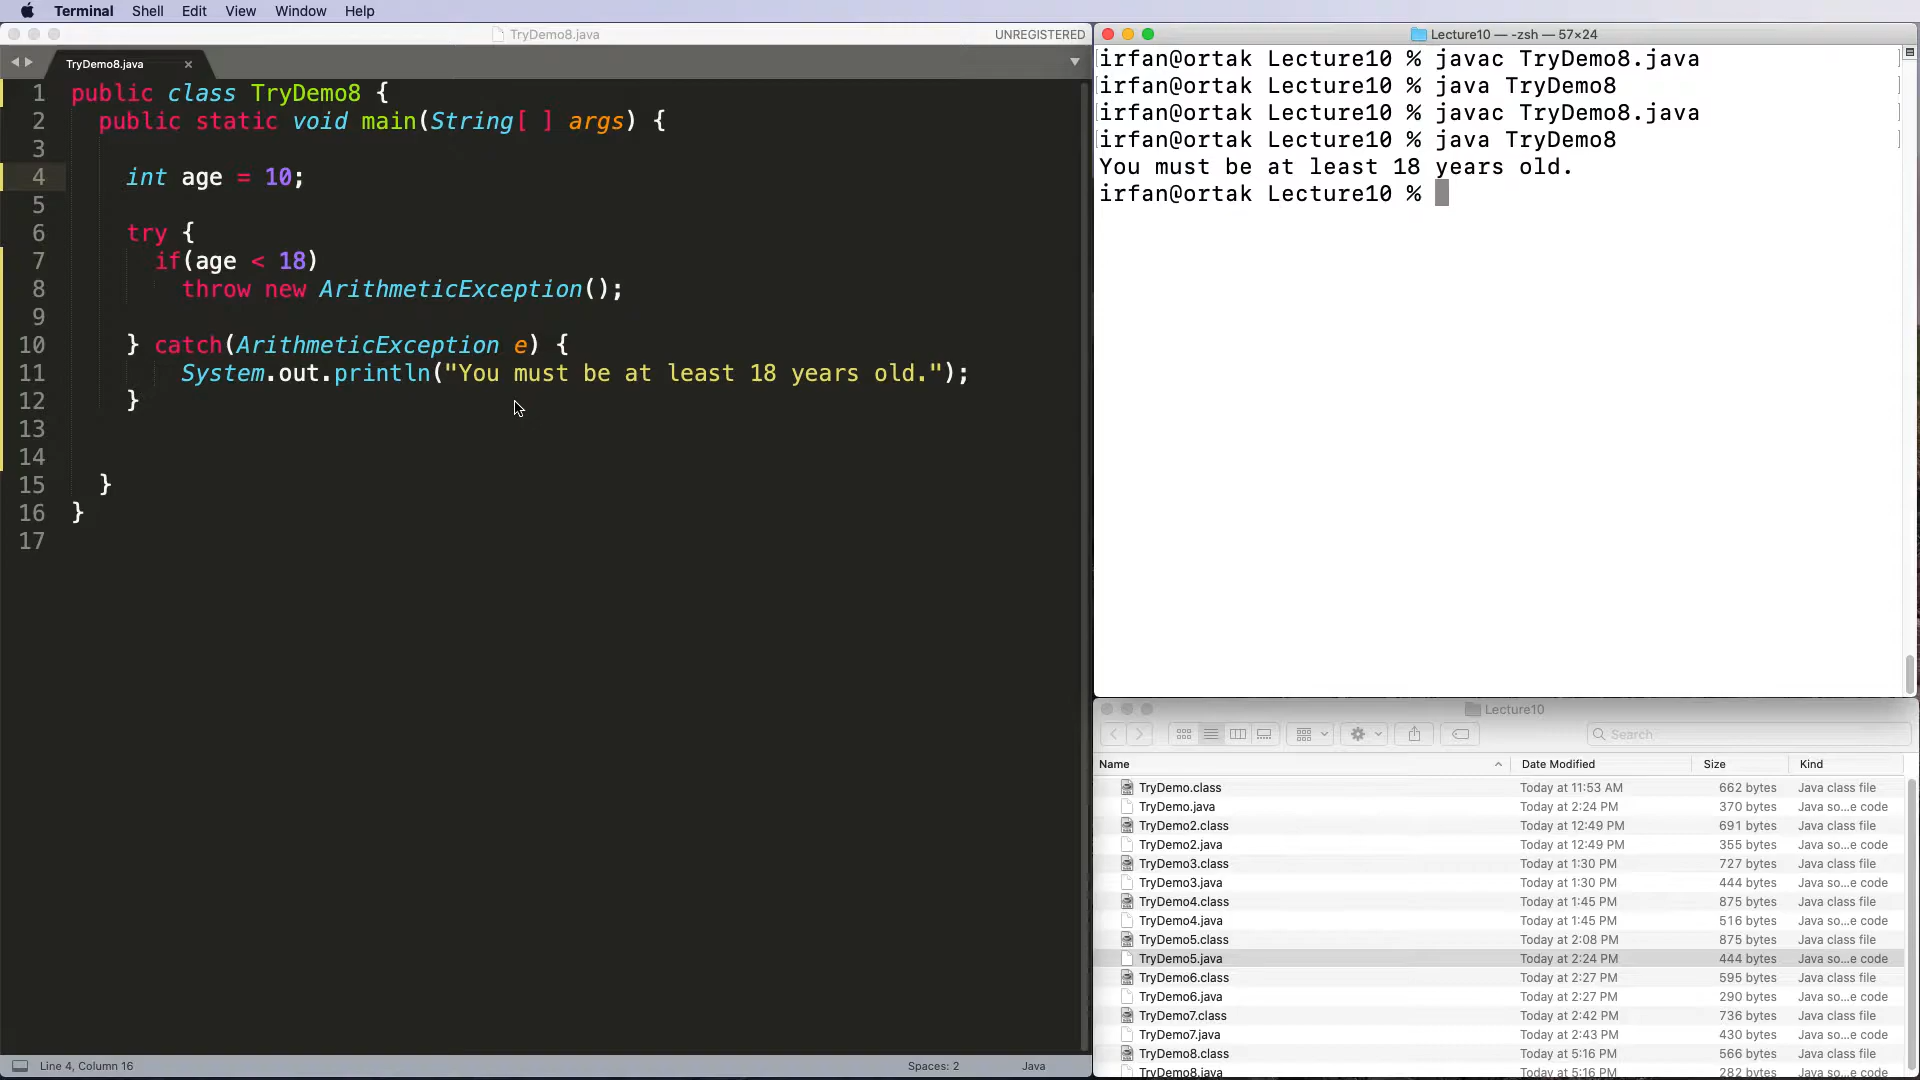 Terminal Shell Edit View Window Help
TryDemo8.java UNREGISTERED
TryDemo8.java ×
1 public class TryDemo8 {
2 public static void main(String[ ] args) {
3
4 int age = 10;
5
6 try {
7 if(age < 18)
8 throw new ArithmeticException();
9
10 } catch(ArithmeticException e) {
11 System.out.println("You must be at least 18 years old.");
12 }
13
14
15 }
16 }
17
Line 4, Column 16 Spaces: 2 Java
Lecture10 — -zsh — 57×24
irfan@ortak Lecture10 % javac TryDemo8.java
irfan@ortak Lecture10 % java TryDemo8
irfan@ortak Lecture10 % javac TryDemo8.java
irfan@ortak Lecture10 % java TryDemo8
You must be at least 18 years old.
irfan@ortak Lecture10 %
Lecture10
Search
Name Date Modified Size Kind
TryDemo.class Today at 11:53 AM 662 bytes Java class file
TryDemo.java Today at 2:24 PM 370 bytes Java so...e code
TryDemo2.class Today at 12:49 PM 691 bytes Java class file
TryDemo2.java Today at 12:49 PM 355 bytes Java so...e code
TryDemo3.class Today at 1:30 PM 727 bytes Java class file
TryDemo3.java Today at 1:30 PM 444 bytes Java so...e code
TryDemo4.class Today at 1:45 PM 875 bytes Java class file
TryDemo4.java Today at 1:45 PM 516 bytes Java so...e code
TryDemo5.class Today at 2:08 PM 875 bytes Java class file
TryDemo5.java Today at 2:24 PM 444 bytes Java so...e code
TryDemo6.class Today at 2:27 PM 595 bytes Java class file
TryDemo6.java Today at 2:27 PM 290 bytes Java so...e code
TryDemo7.class Today at 2:42 PM 736 bytes Java class file
TryDemo7.java Today at 2:43 PM 430 bytes Java so...e code
TryDemo8.class Today at 5:16 PM 566 bytes Java class file
TryDemo8.java Today at 5:16 PM 282 bytes Java so...e code